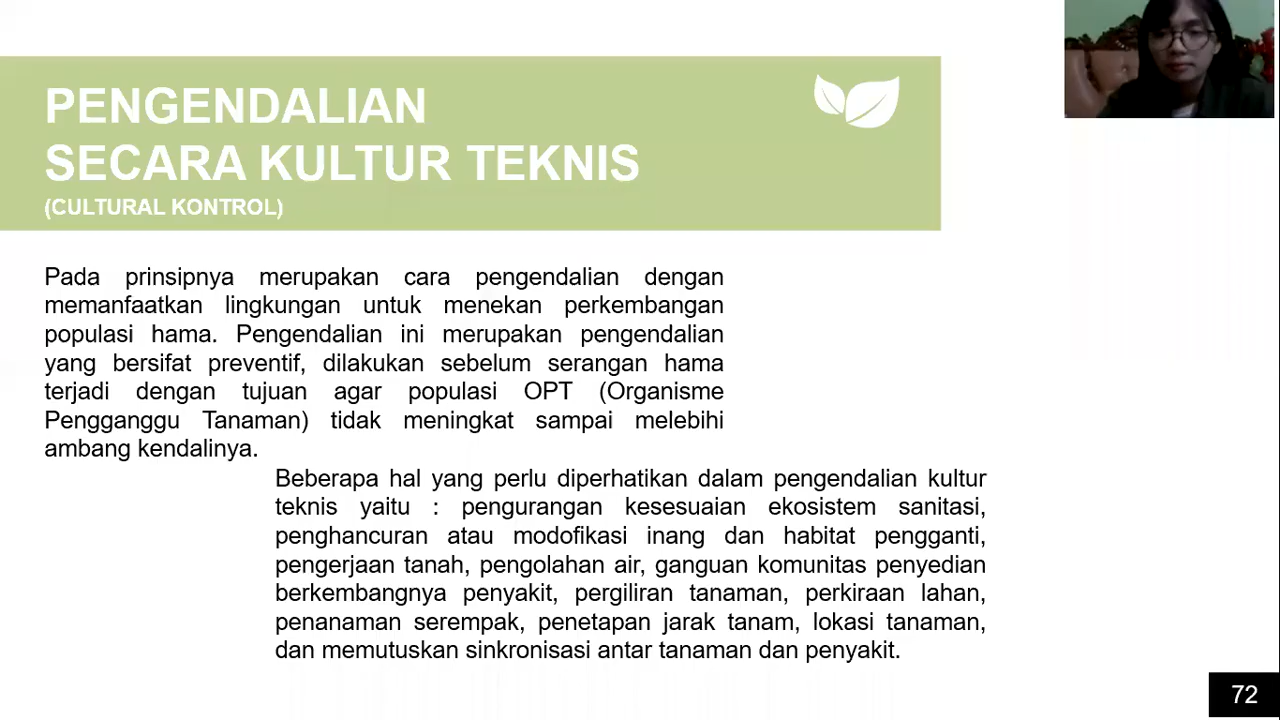 PENGENDALIAN
SECARA KULTUR TEKNIS
(CULTURAL KONTROL)
Pada prinsipnya merupakan cara pengendalian dengan
memanfaatkan lingkungan untuk menekan perkembangan
populasi hama. Pengendalian ini merupakan pengendalian
yang bersifat preventif, dilakukan sebelum serangan hama
terjadi dengan tujuan agar populasi OPT (Organisme
Pengganggu Tanaman) tidak meningkat sampai melebihi
ambang kendalinya.
Beberapa hal yang perlu diperhatikan dalam pengendalian kultur
teknis yaitu : pengurangan kesesuaian ekosistem sanitasi,
penghancuran atau modofikasi inang dan habitat pengganti,
pengerjaan tanah, pengolahan air, ganguan komunitas penyedian
berkembangnya penyakit, pergiliran tanaman, perkiraan lahan,
penanaman serempak, penetapan jarak tanam, lokasi tanaman,
dan memutuskan sinkronisasi antar tanaman dan penyakit.
72